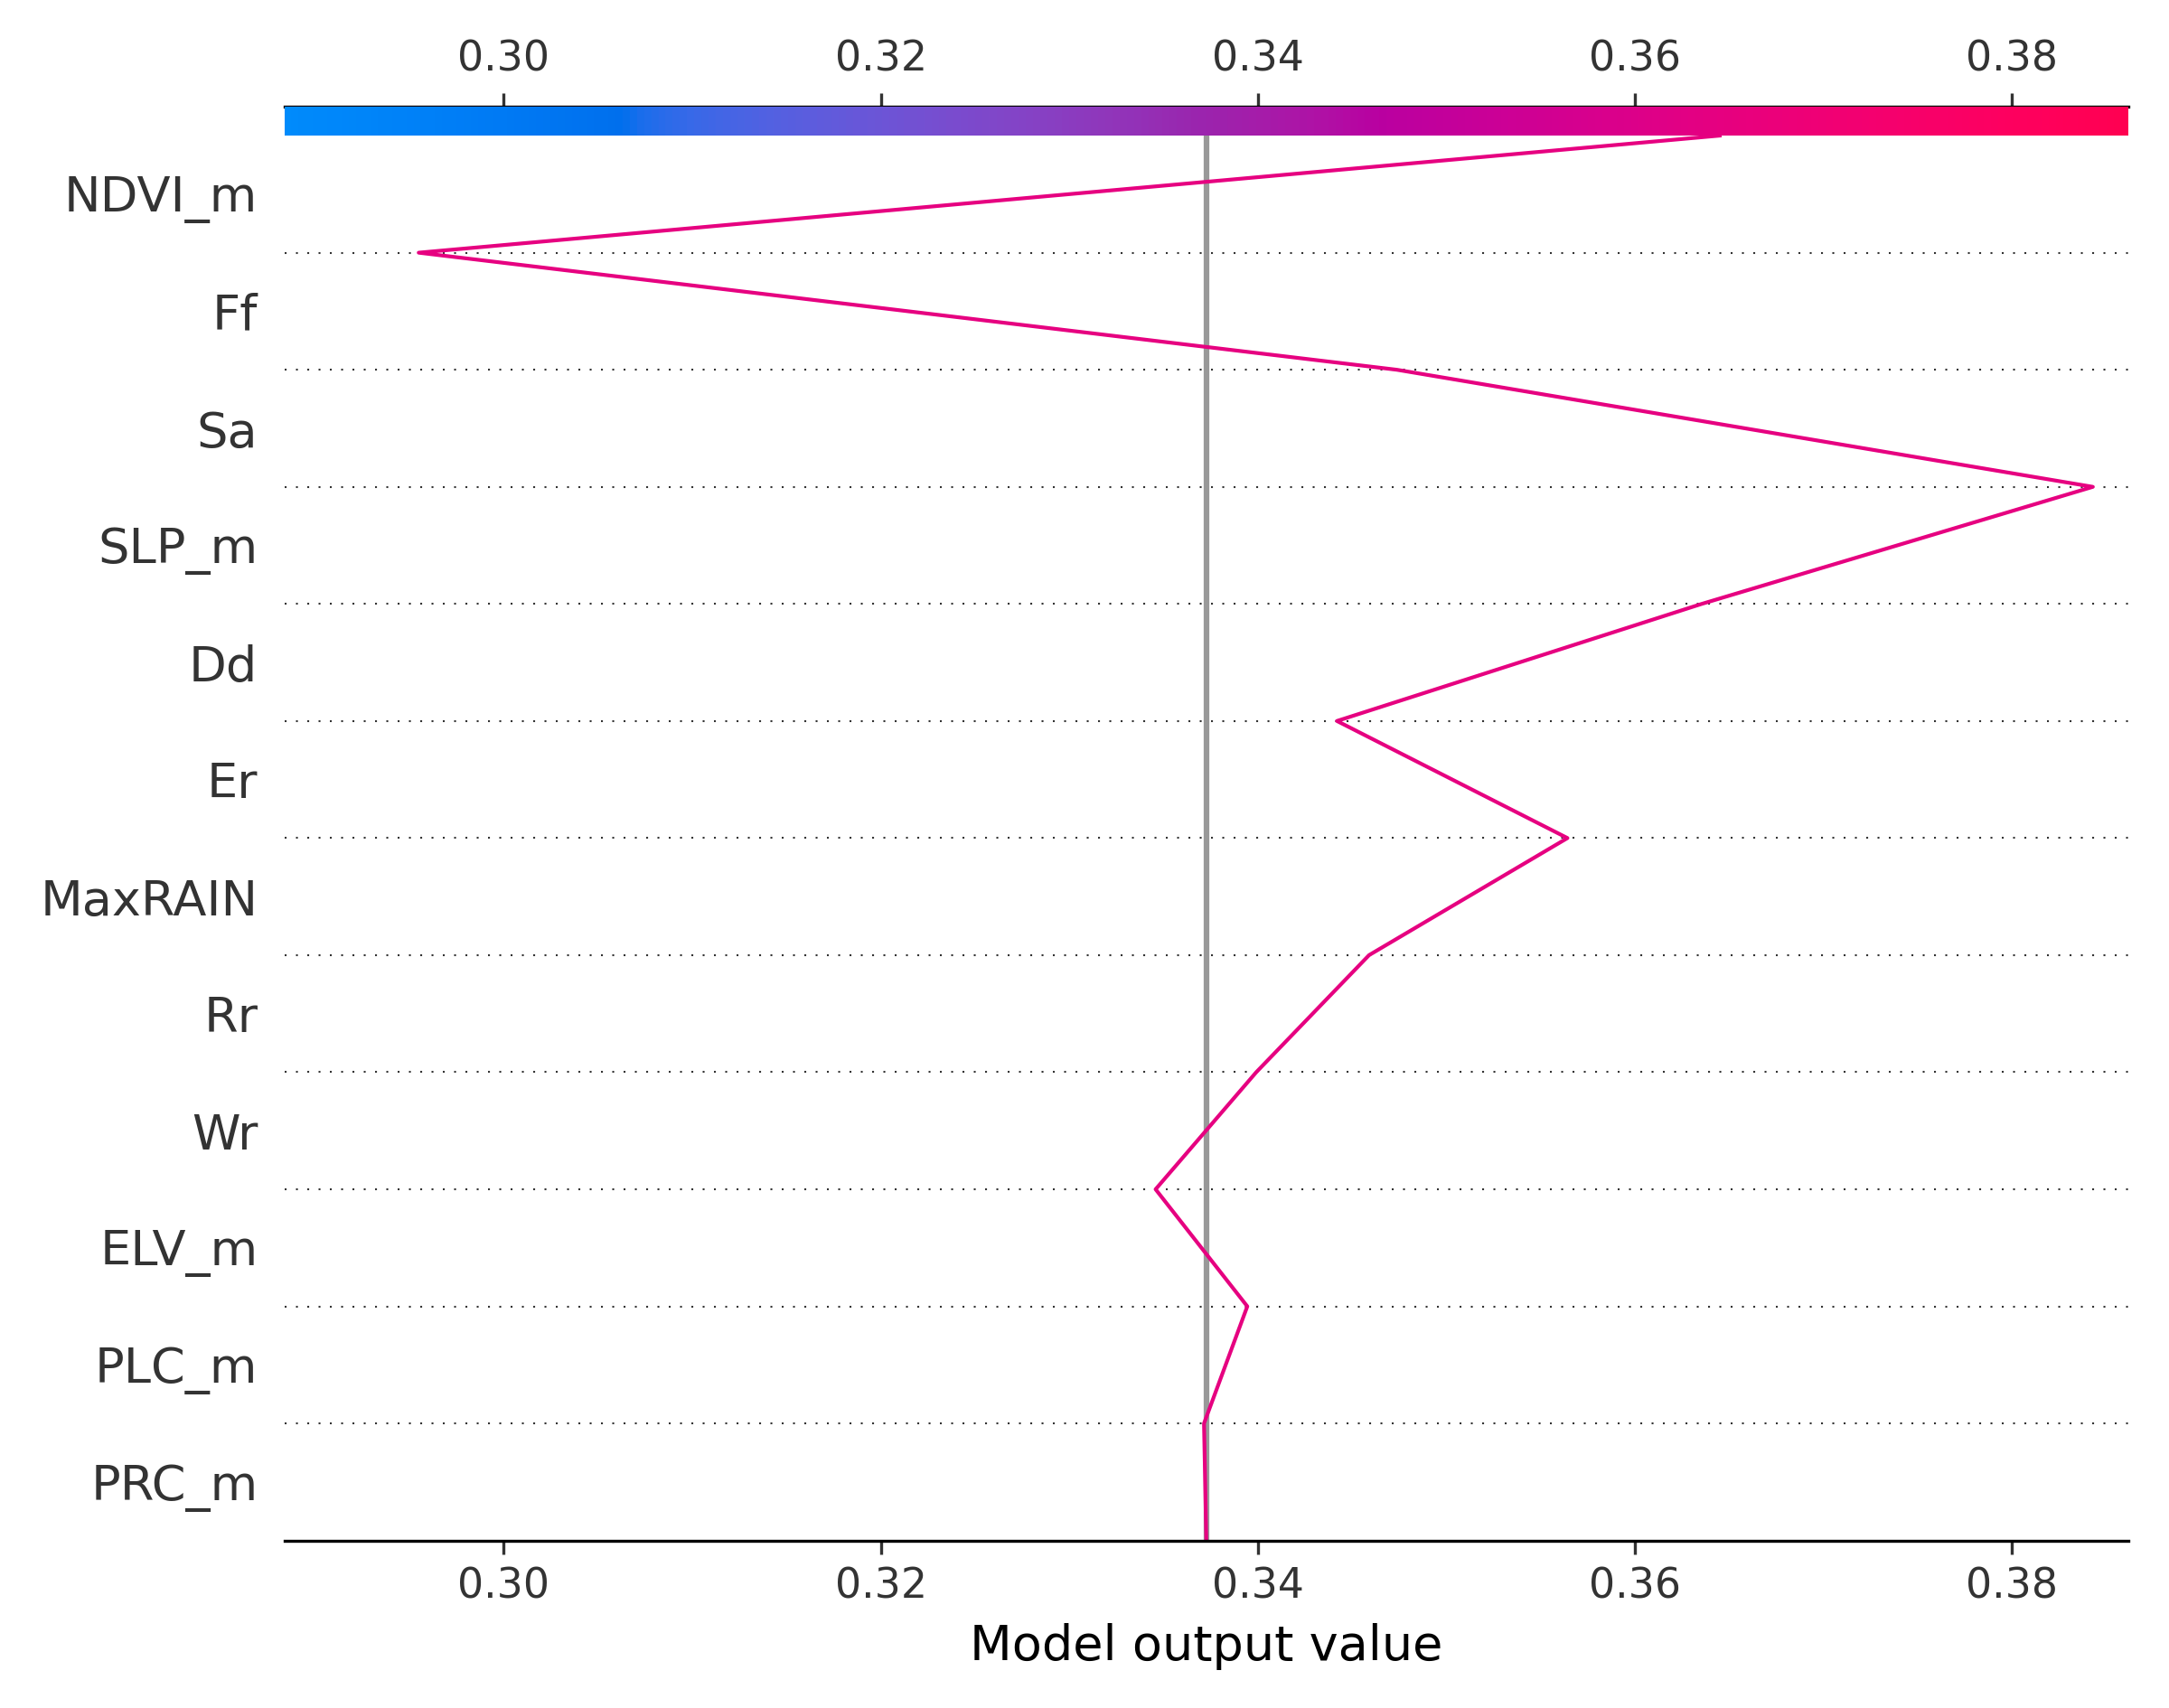 0.30 0.32 0.34 0.36 0.38
NDVI_m
Ff
Sa
SLP_m
Dd
Er
MaxRAIN
Rr
Wr
ELV_m
PLC_m
PRC_m
0.30 0.32 0.34 0.36 0.38
Model output value